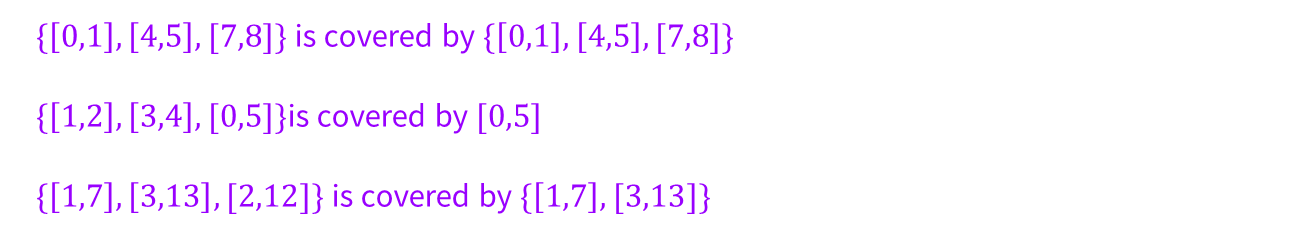 {[0,1], [4,5], [7,8]} is covered by {[0,1], [4,5], [7,8]}
{[1,2], [3,4], [0,5]}is covered by [0,5]
{[1,7], [3,13], [2,12]} is covered by {[1,7], [3,13]}